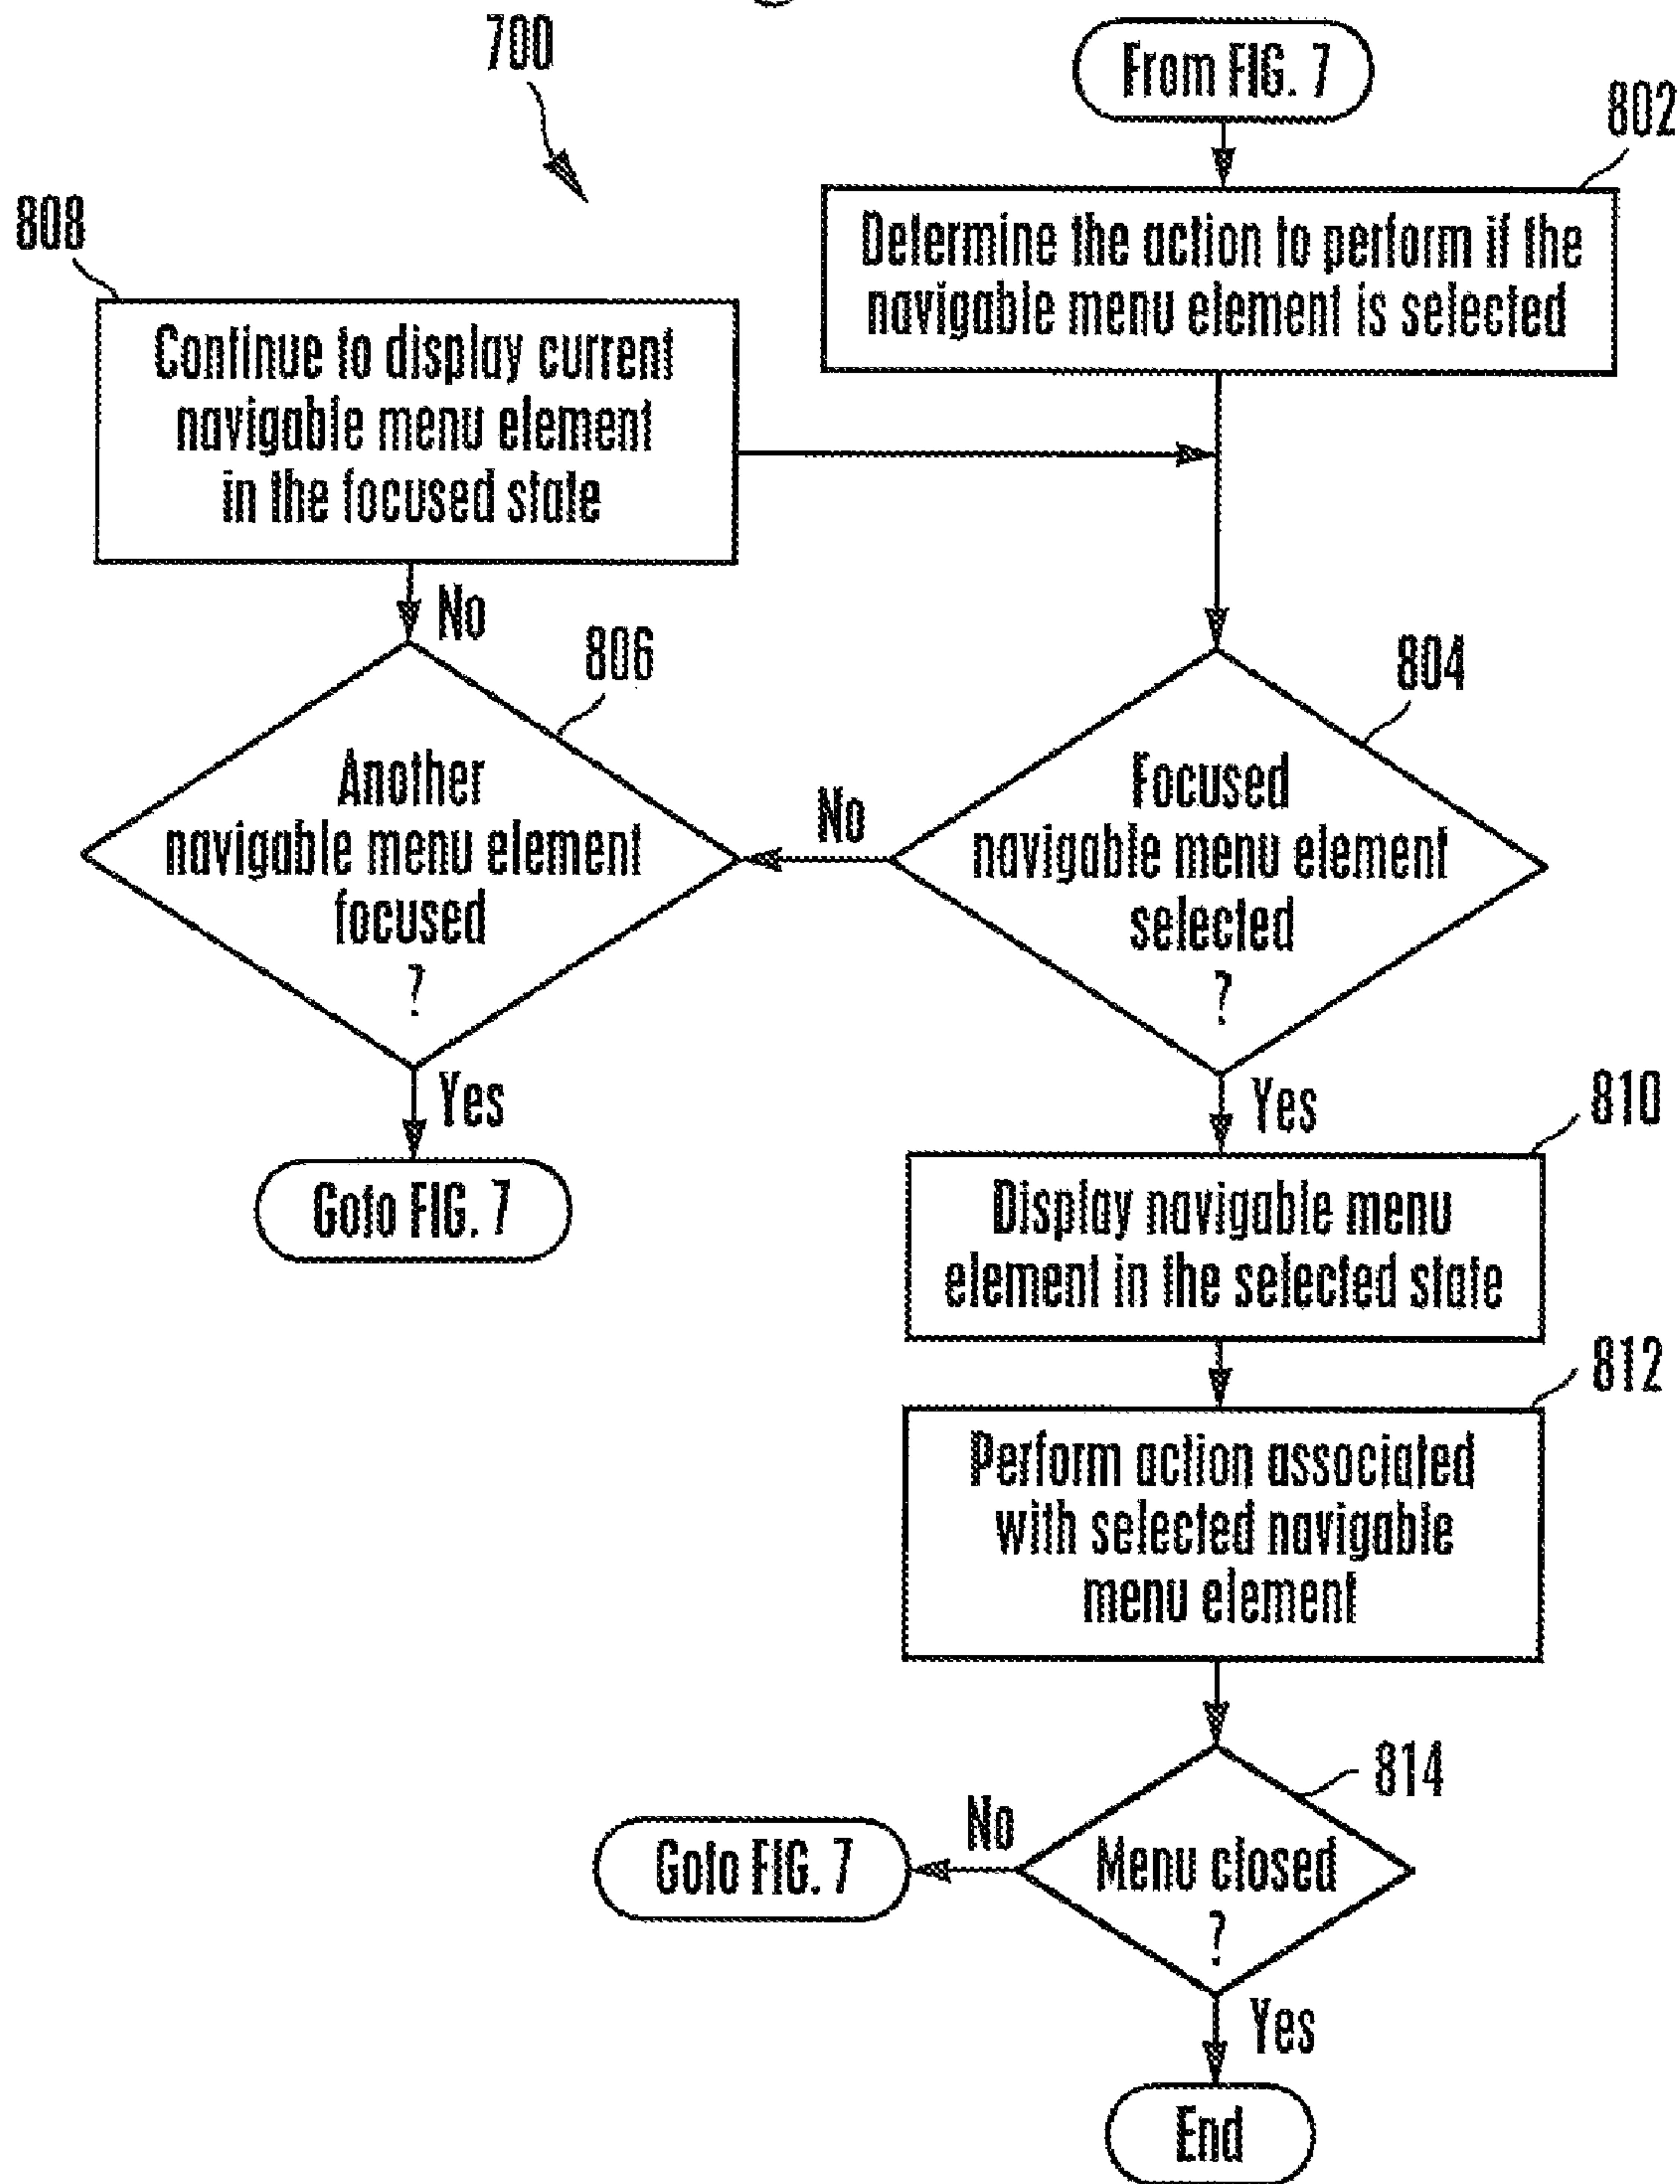 700
From FIG. 7
802
Determine the action to perform if the
navigable menu element is selected
808
Continue to display current
navigable menu element
in the focused state
No
806
Another
navigable menu element
focused
?
Yes
Goto FIG. 7
No
804
Focused
navigable menu element
selected
?
Yes
810
Display navigable menu
element in the selected state
812
Perform action associated
with selected navigable
menu element
814
Menu closed
?
No
Goto FIG. 7
Yes
End